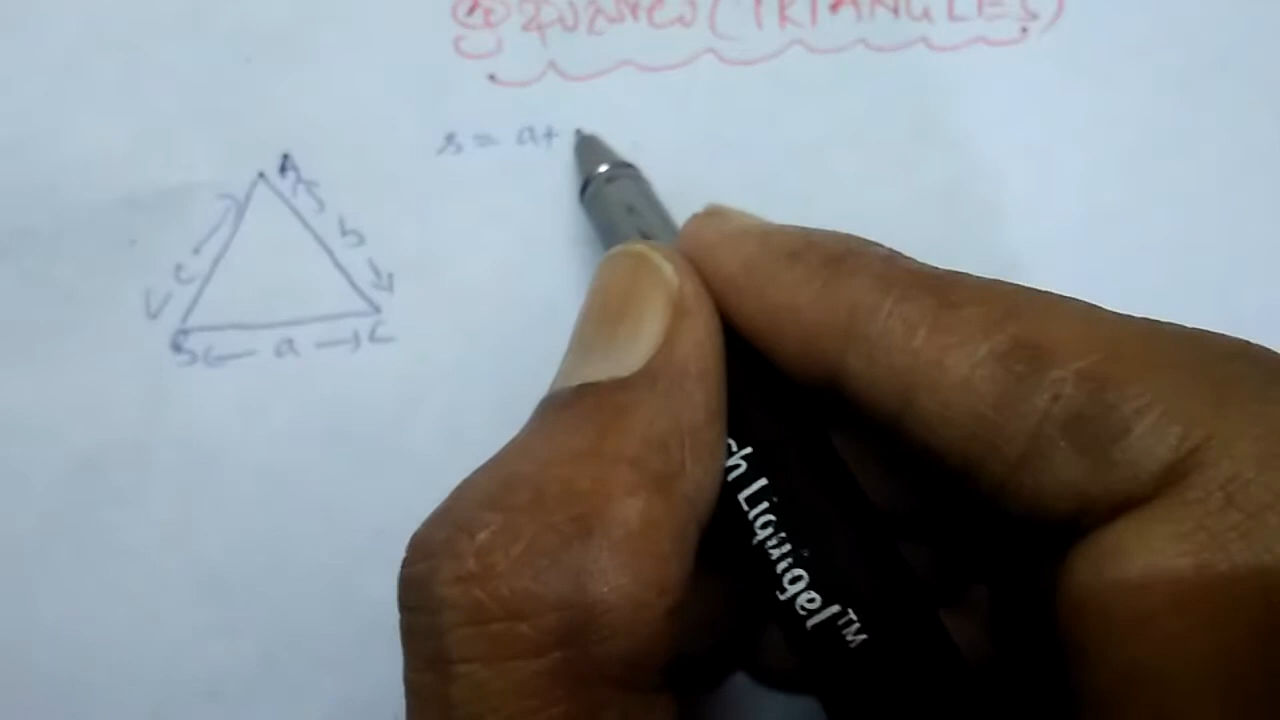 (TRIANGLES)
s = a+
A
b
c
B
a
C
ch Liquigel™